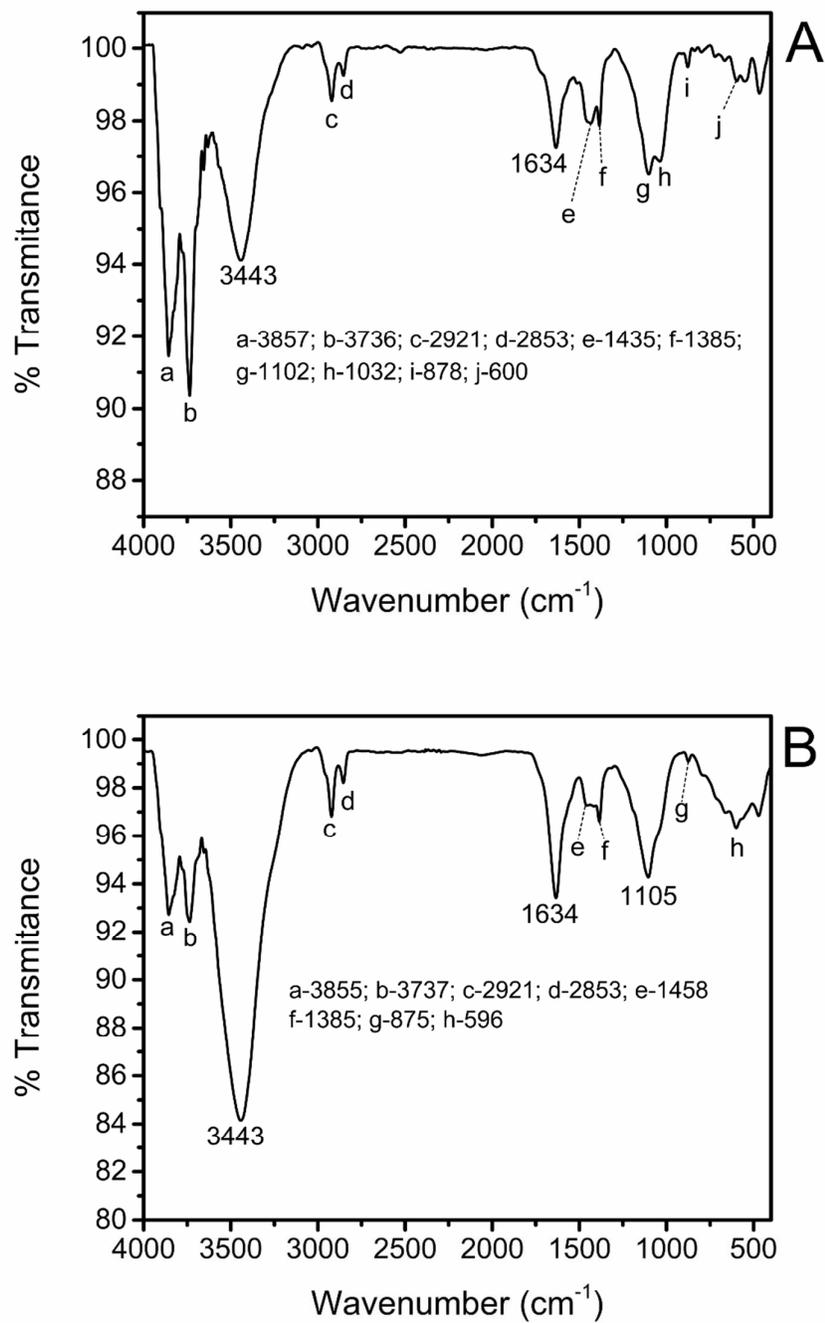 A
% Transmitance
100
98
96
94
92
90
88
c
d
1634
e
f
g
h
i
j
3443
a
b
a-3857; b-3736; c-2921; d-2853; e-1435; f-1385;
g-1102; h-1032; i-878; j-600
4000 3500 3000 2500 2000 1500 1000 500
Wavenumber (cm⁻¹)
B
% Transmitance
100
98
96
94
92
90
88
86
84
82
80
a
b
c
d
e
f
g
h
1634
1105
a-3855; b-3737; c-2921; d-2853; e-1458
f-1385; g-875; h-596
3443
4000 3500 3000 2500 2000 1500 1000 500
Wavenumber (cm⁻¹)